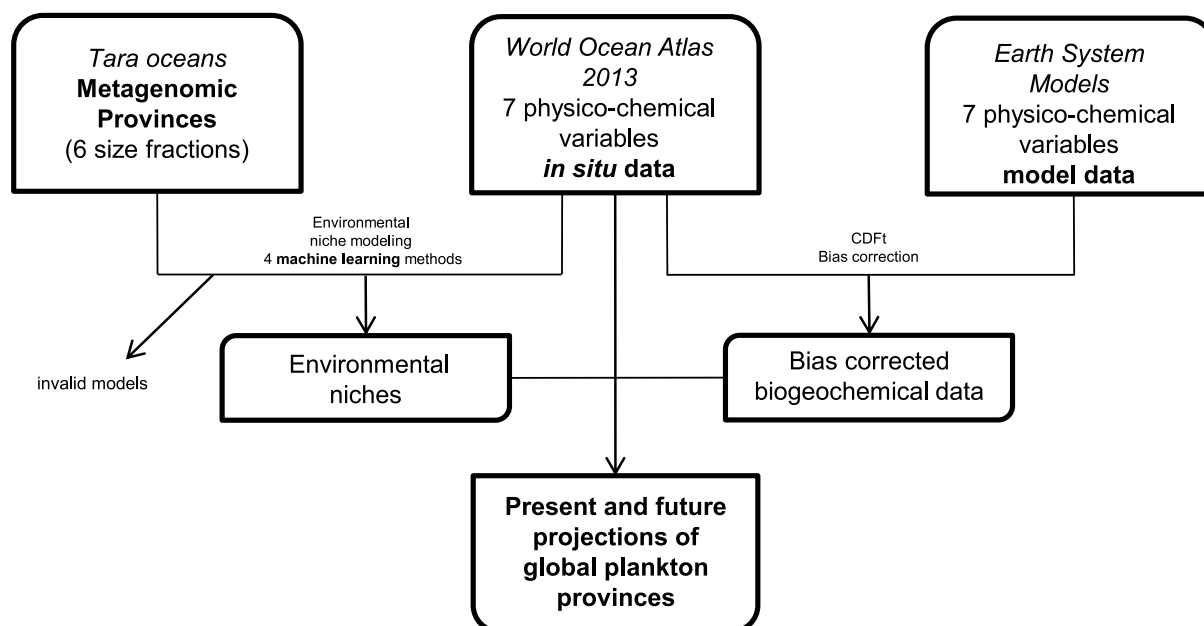 Tara oceans
Metagenomic
Provinces
(6 size fractions)
World Ocean Atlas
2013
7 physico-chemical
variables
in situ data
Earth System
Models
7 physico-chemical
variables
model data
Environmental
niche modeling
4 machine learning methods
CDFt
Bias correction
invalid models
Environmental
niches
Bias corrected
biogeochemical data
Present and future
projections of
global plankton
provinces